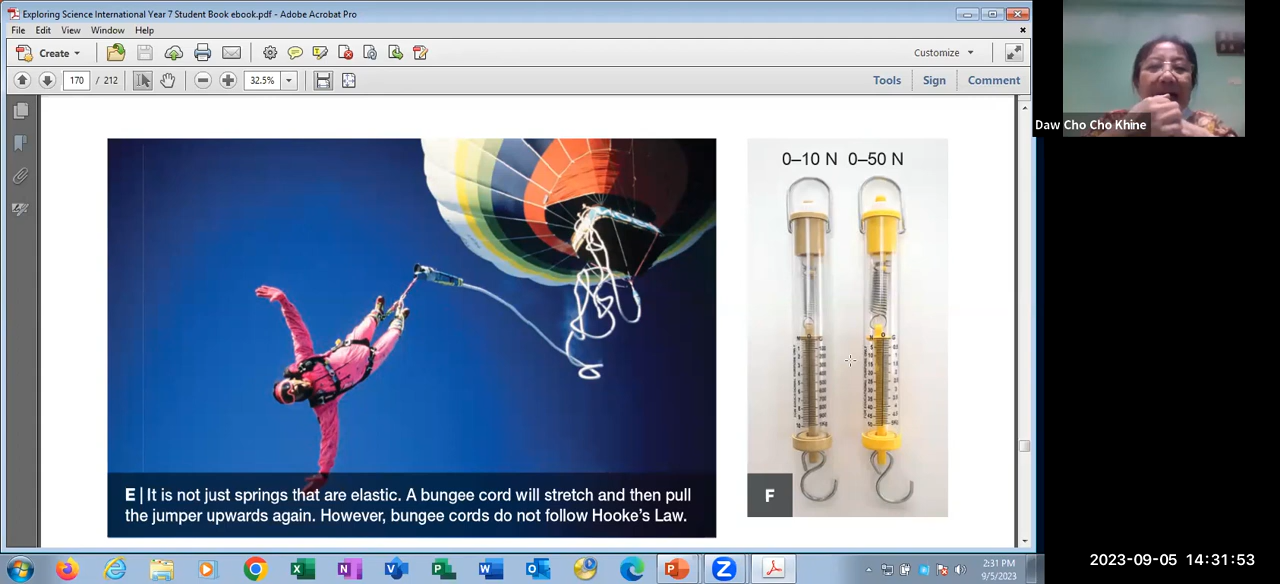 Exploring Science International Year 7 Student Book ebook.pdf - Adobe Acrobat Pro
File Edit View Window Help
Create
Customize
170 / 212
32.5%
Tools Sign Comment
Daw Cho Cho Khine
0–10 N 0–50 N
E | It is not just springs that are elastic. A bungee cord will stretch and then pull
the jumper upwards again. However, bungee cords do not follow Hooke's Law.
F
2:31 PM
9/5/2023
2023-09-05 14:31:53